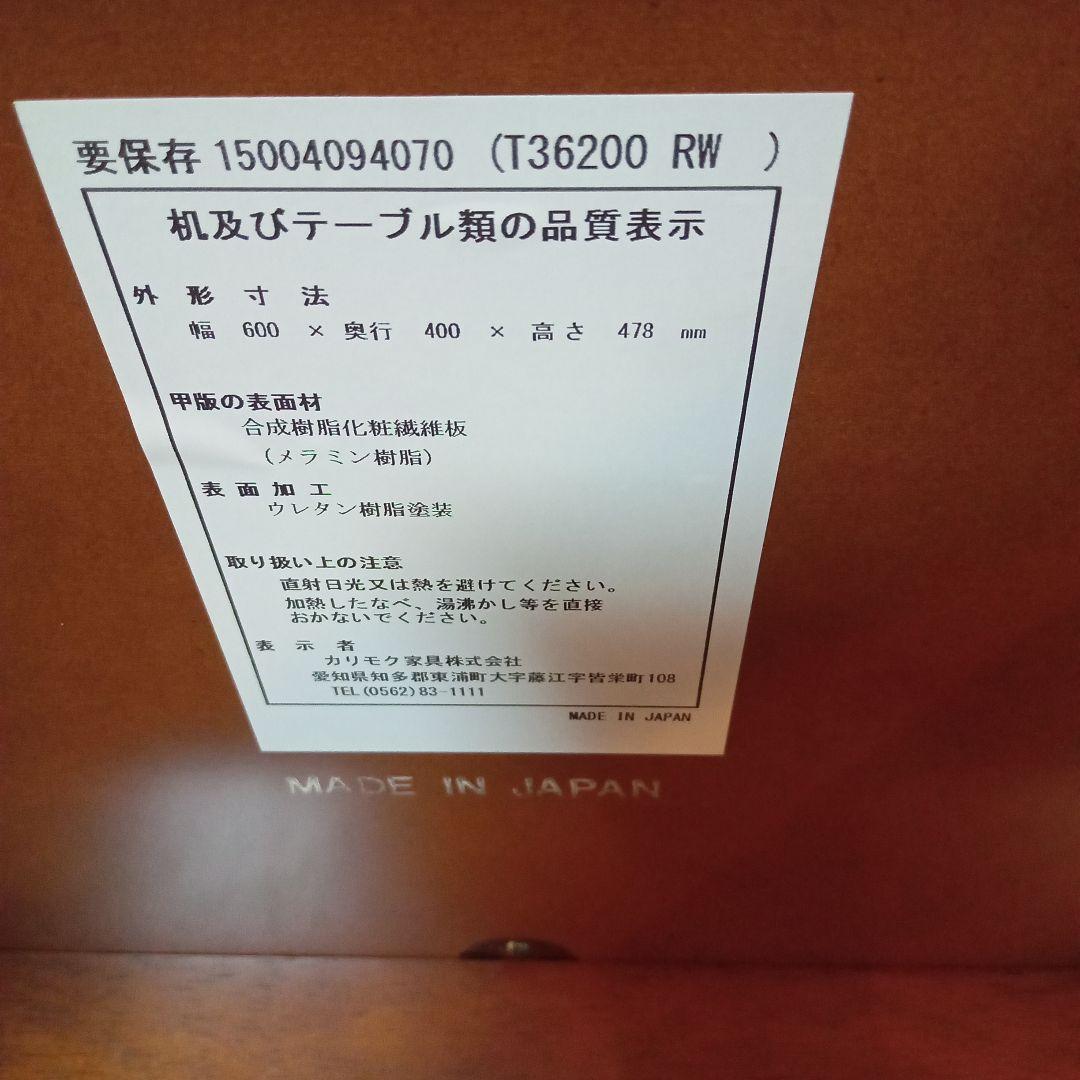 要保存 15004094070 (T36200 RW )
机及びテーブル類の品質表示
外形寸法
幅 600 × 奥行 400 × 高さ 478 mm
甲版の表面材
合成樹脂化粧繊維板
(メラミン樹脂)
表面加工
ウレタン樹脂塗装
取り扱い上の注意
直射日光又は熱を避けてください。
加熱したなべ、湯沸かし等を直接
おかないでください。
表示者
カリモク家具株式会社
愛知県知多郡東浦町大字藤江字皆栄町108
TEL(0562)83-1111
MADE IN JAPAN
MADE IN JAPAN